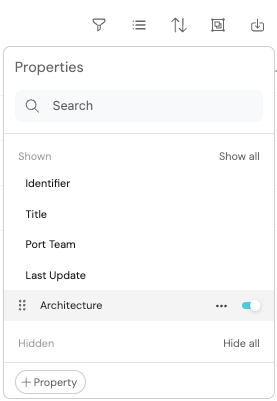 Properties
Search
Shown Show all
Identifier
Title
Port Team
Last Update
Architecture
Hidden Hide all
+ Property